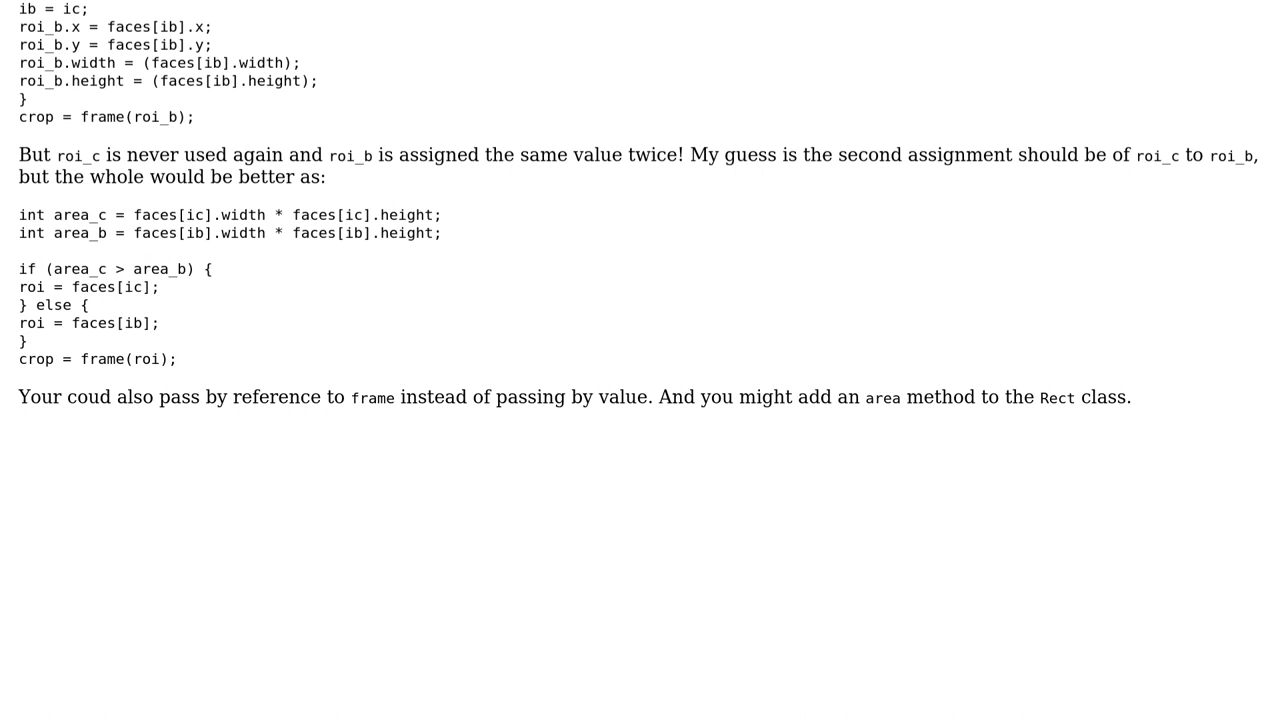 ib = ic;
roi_b.x = faces[ib].x;
roi_b.y = faces[ib].y;
roi_b.width = (faces[ib].width);
roi_b.height = (faces[ib].height);
}
crop = frame(roi_b);
But roi_c is never used again and roi_b is assigned the same value twice! My guess is the second assignment should be of roi_c to roi_b,
but the whole would be better as:
int area_c = faces[ic].width * faces[ic].height;
int area_b = faces[ib].width * faces[ib].height;
if (area_c > area_b) {
roi = faces[ic];
} else {
roi = faces[ib];
}
crop = frame(roi);
Your coud also pass by reference to frame instead of passing by value. And you might add an area method to the Rect class.